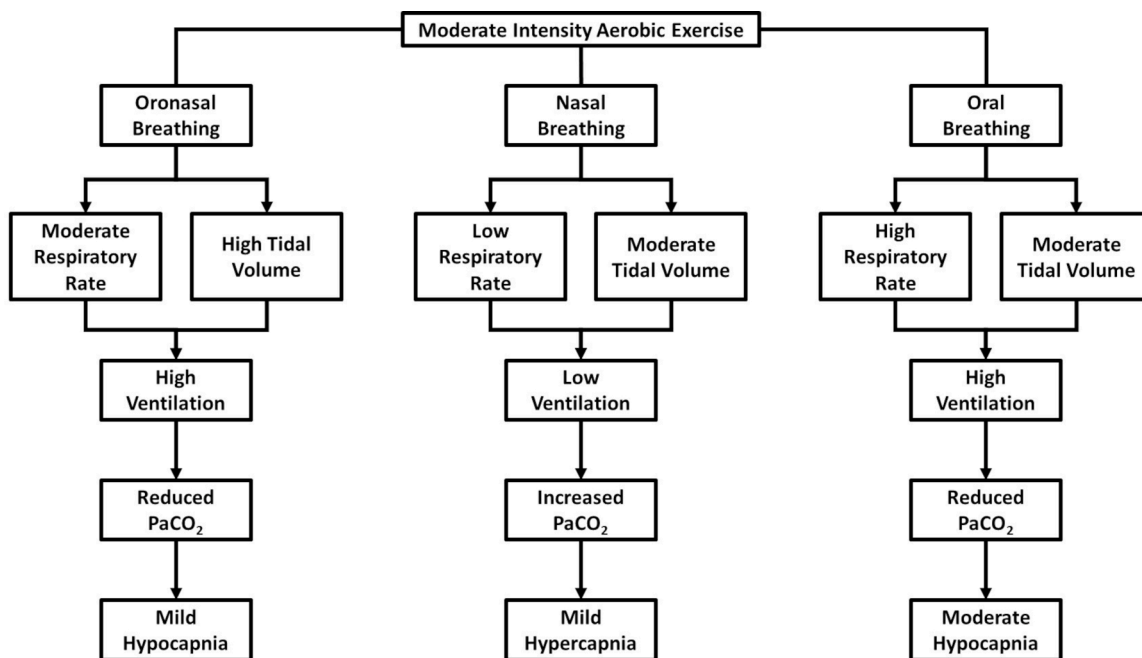 Moderate Intensity Aerobic Exercise
Oronasal
Breathing
Nasal
Breathing
Oral
Breathing
Moderate
Respiratory
Rate
High Tidal
Volume
Low
Respiratory
Rate
Moderate
Tidal Volume
High
Respiratory
Rate
Moderate
Tidal Volume
High
Ventilation
Low
Ventilation
High
Ventilation
Reduced
PaCO₂
Increased
PaCO₂
Reduced
PaCO₂
Mild
Hypocapnia
Mild
Hypercapnia
Moderate
Hypocapnia